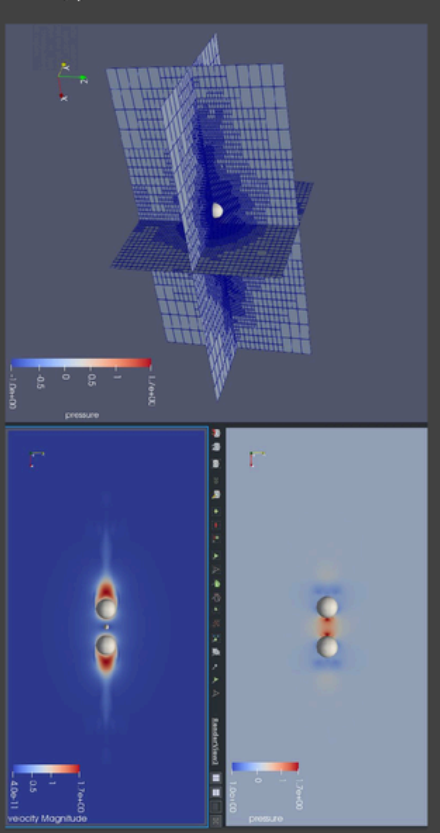 Y
Z
X
1.7e+00
1
0.5
0
-0.5
-1.0e+00
pressure
RenderView2
1.7e+00
1
0.5
4.0e-11
velocity Magnitude
1.7e+00
1
0
-1.0e+00
pressure